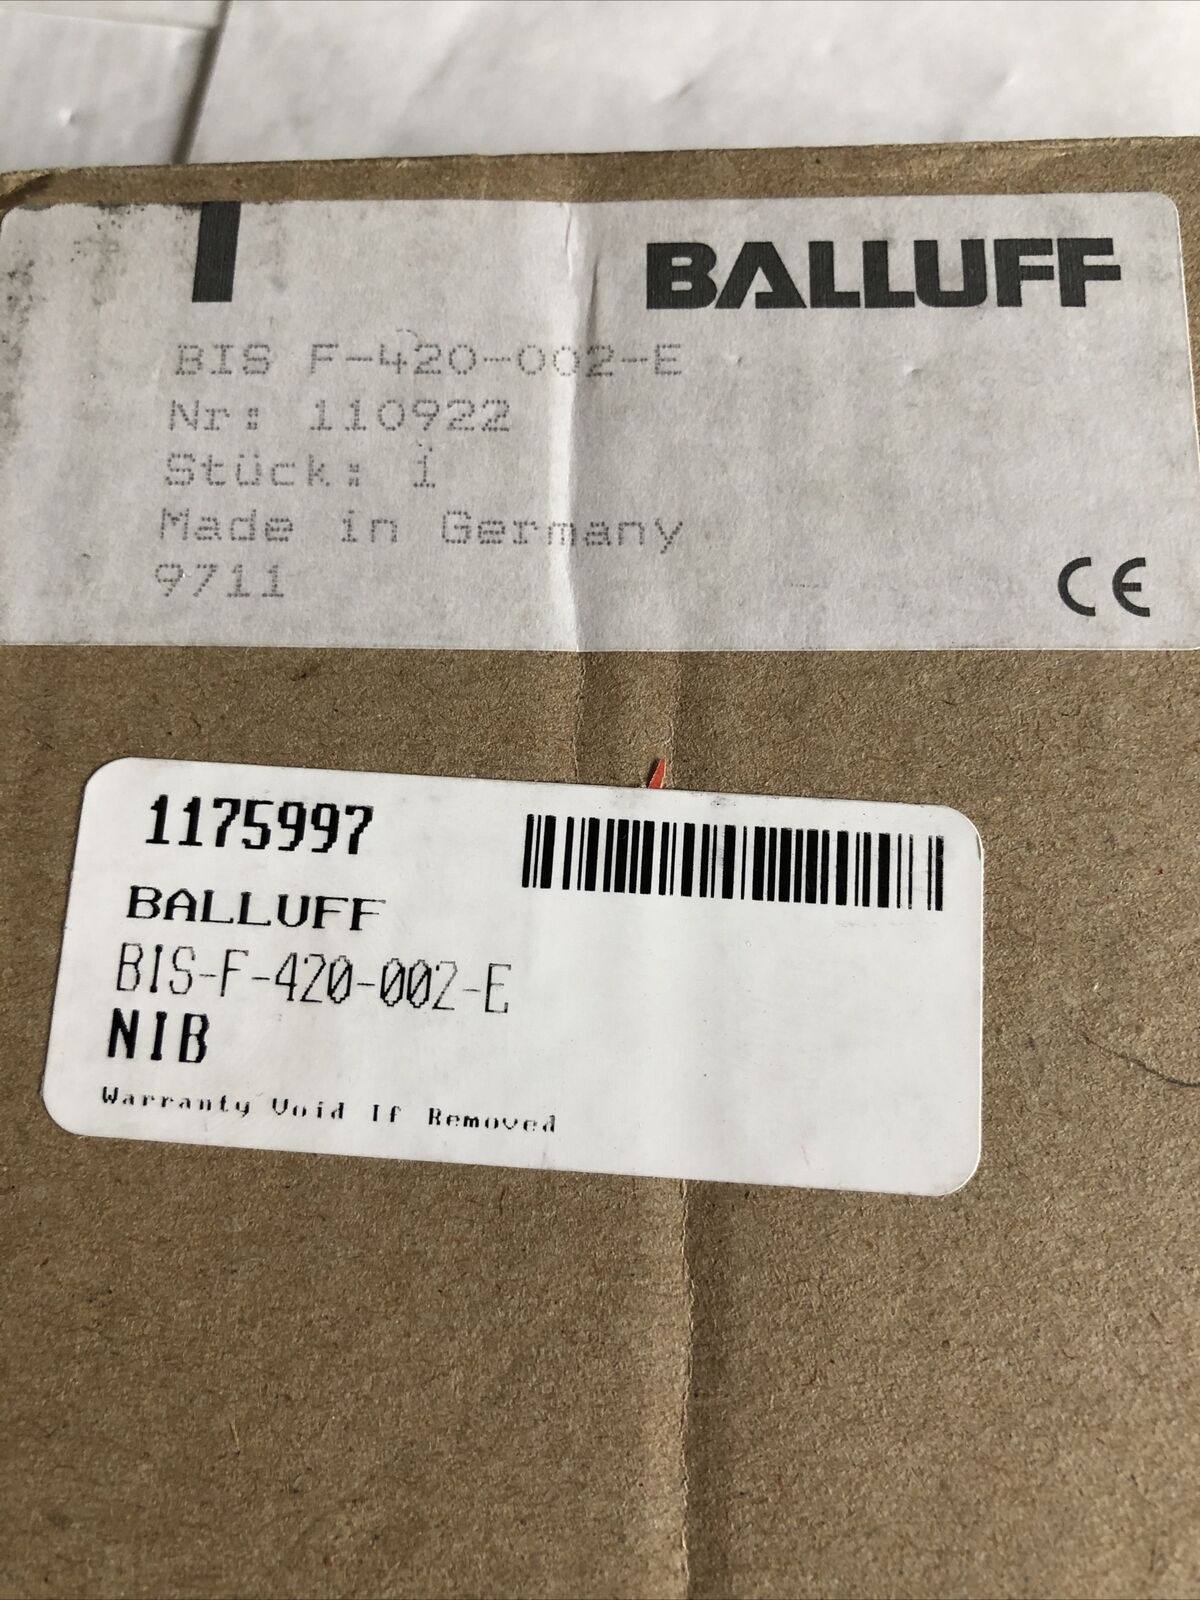 BALLUFF
BIS F-420-002-E
Nr: 110922
Stück: 1
Made in Germany
9711
CE
1175997
BALLUFF
BIS-F-420-002-E
NIB
Warranty Void If Removed